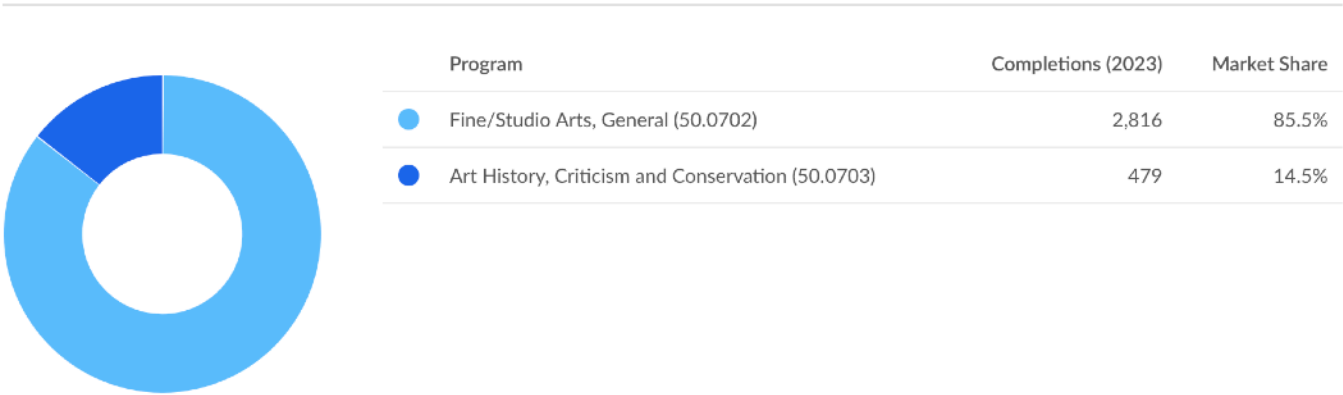 Program Completions (2023) Market Share
Fine/Studio Arts, General (50.0702) 2,816 85.5%
Art History, Criticism and Conservation (50.0703) 479 14.5%